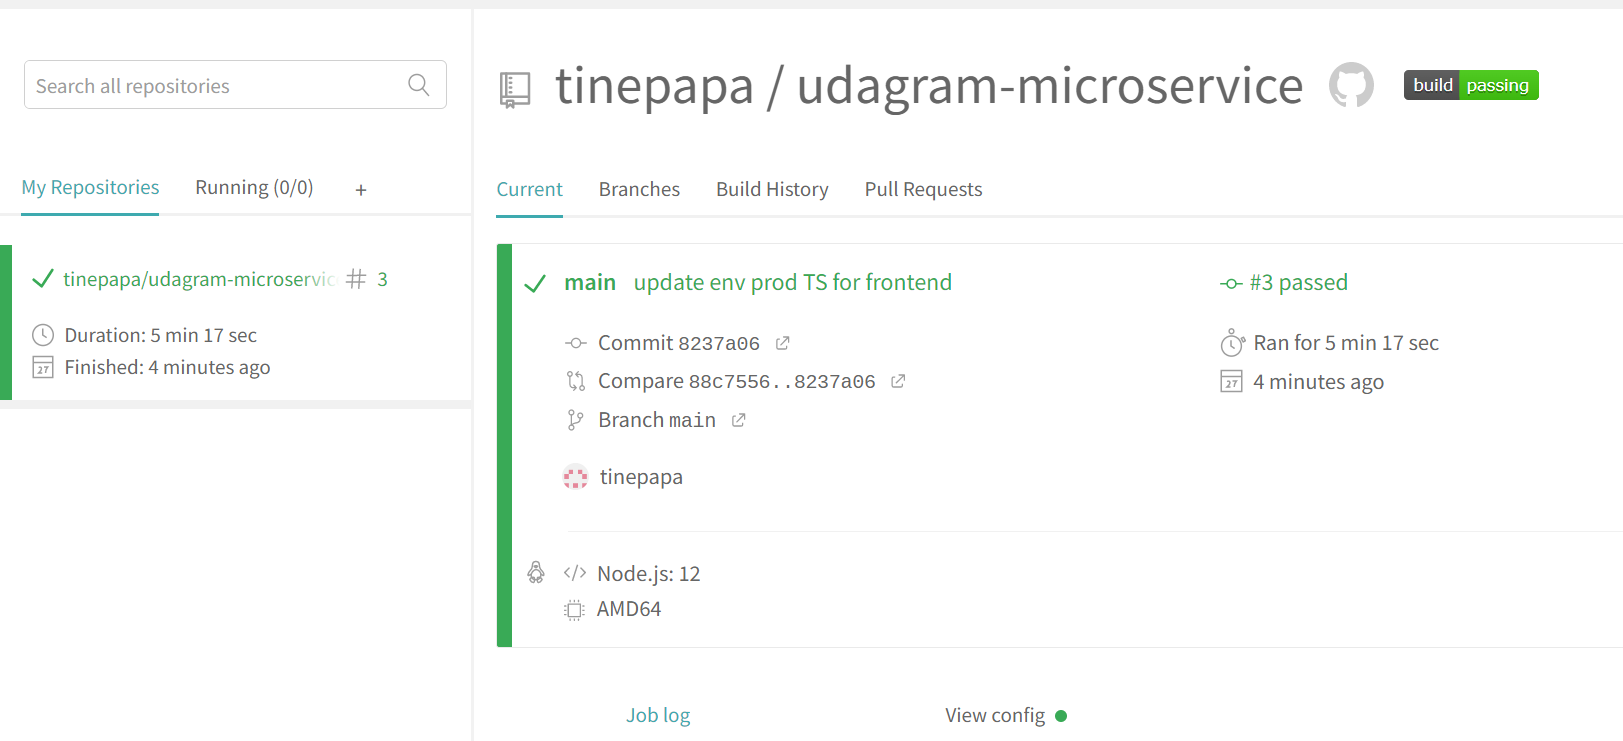 Search all repositories
My Repositories
Running (0/0)
+
tinepapa/udagram-microservic # 3
Duration: 5 min 17 sec
27 Finished: 4 minutes ago
tinepapa / udagram-microservice
build passing
Current
Branches
Build History
Pull Requests
main update env prod TS for frontend
Commit 8237a06
Compare 88c7556..8237a06
Branch main
tinepapa
#3 passed
Ran for 5 min 17 sec
27 4 minutes ago
</> Node.js: 12
AMD64
Job log
View config